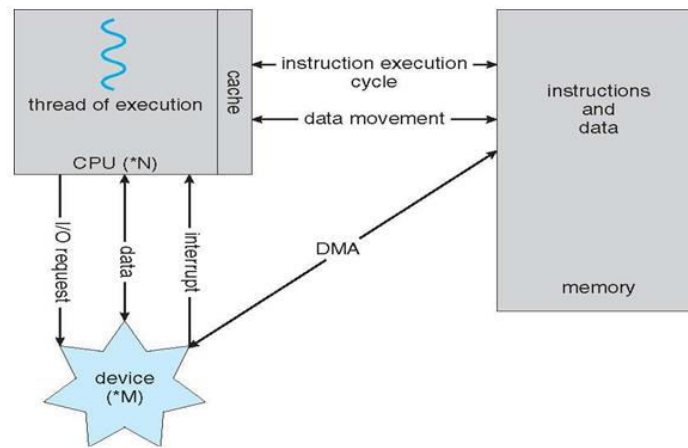 thread of execution
cache
CPU (*N)
instruction execution
cycle
data movement
instructions
and
data
I/O request
data
interrupt
DMA
memory
device
(*M)